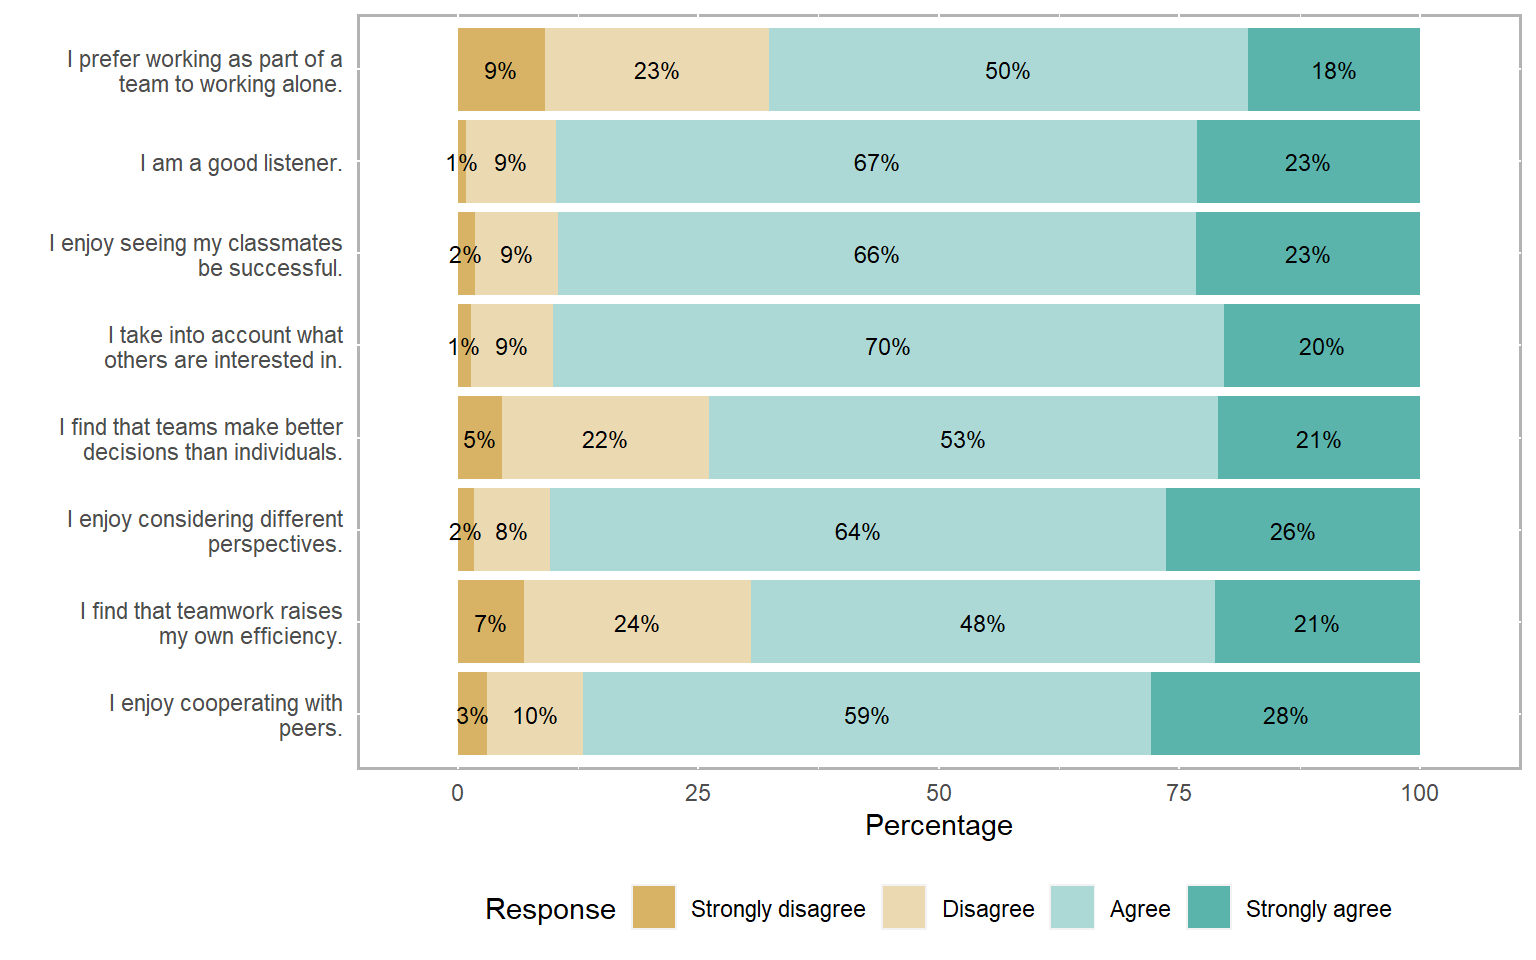 I prefer working as part of a
team to working alone.
9% 23% 50% 18%
I am a good listener.
1% 9% 67% 23%
I enjoy seeing my classmates
be successful.
2% 9% 66% 23%
I take into account what
others are interested in.
1% 9% 70% 20%
I find that teams make better
decisions than individuals.
5% 22% 53% 21%
I enjoy considering different
perspectives.
2% 8% 64% 26%
I find that teamwork raises
my own efficiency.
7% 24% 48% 21%
I enjoy cooperating with
peers.
3% 10% 59% 28%
0 25 50 75 100
Percentage
Response Strongly disagree Disagree Agree Strongly agree